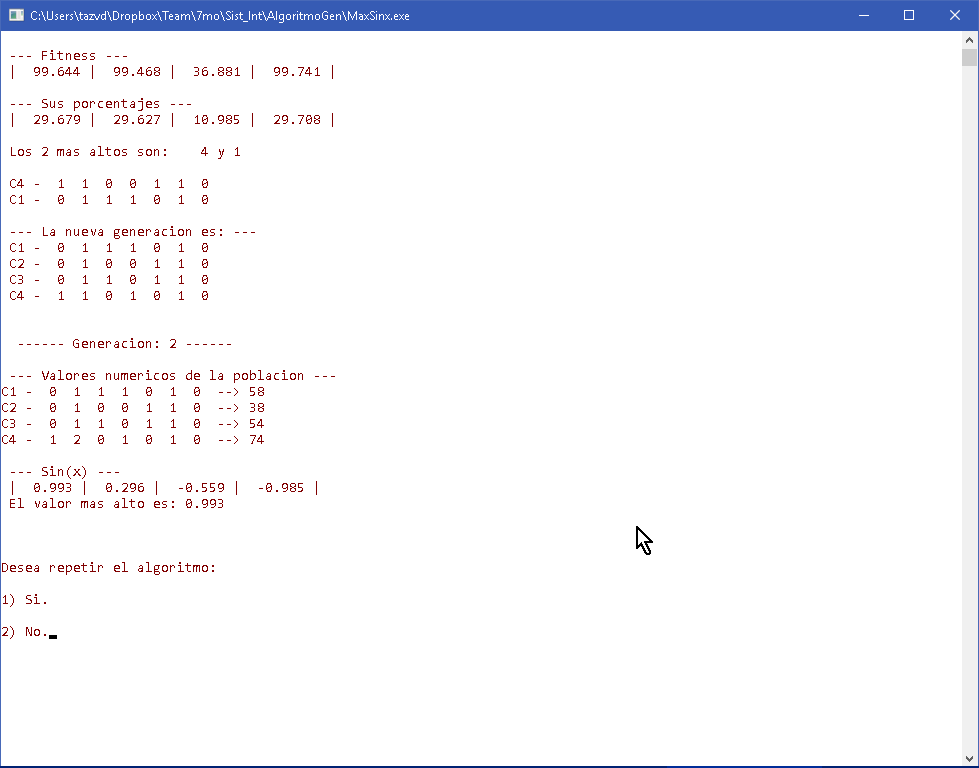 C:\Users\tazvd\Dropbox\Team\7mo\Sist_Int\AlgoritmoGen\MaxSinx.exe
--- Fitness ---
|  99.644 |  99.468 |  36.881 |  99.741 |
--- Sus porcentajes ---
|  29.679 |  29.627 |  10.985 |  29.708 |
Los 2 mas altos son:    4 y 1
C4 -  1  1  0  0  1  1  0
C1 -  0  1  1  1  0  1  0
--- La nueva generacion es: ---
C1 -  0  1  1  1  0  1  0
C2 -  0  1  0  0  1  1  0
C3 -  0  1  1  0  1  1  0
C4 -  1  1  0  1  0  1  0
------ Generacion: 2 ------
--- Valores numericos de la poblacion ---
C1 -  0  1  1  1  0  1  0  --> 58
C2 -  0  1  0  0  1  1  0  --> 38
C3 -  0  1  1  0  1  1  0  --> 54
C4 -  1  2  0  1  0  1  0  --> 74
--- Sin(x) ---
|  0.993 |  0.296 |  -0.559 |  -0.985 |
El valor mas alto es: 0.993
Desea repetir el algoritmo:
1) Si.
2) No.